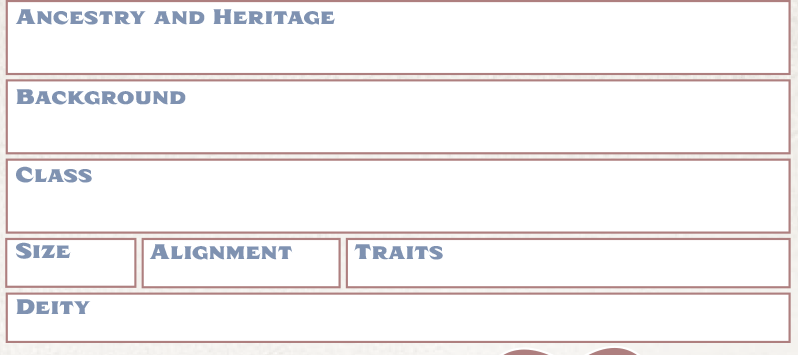 Ancestry and Heritage
Background
Class
Size Alignment Traits
Deity